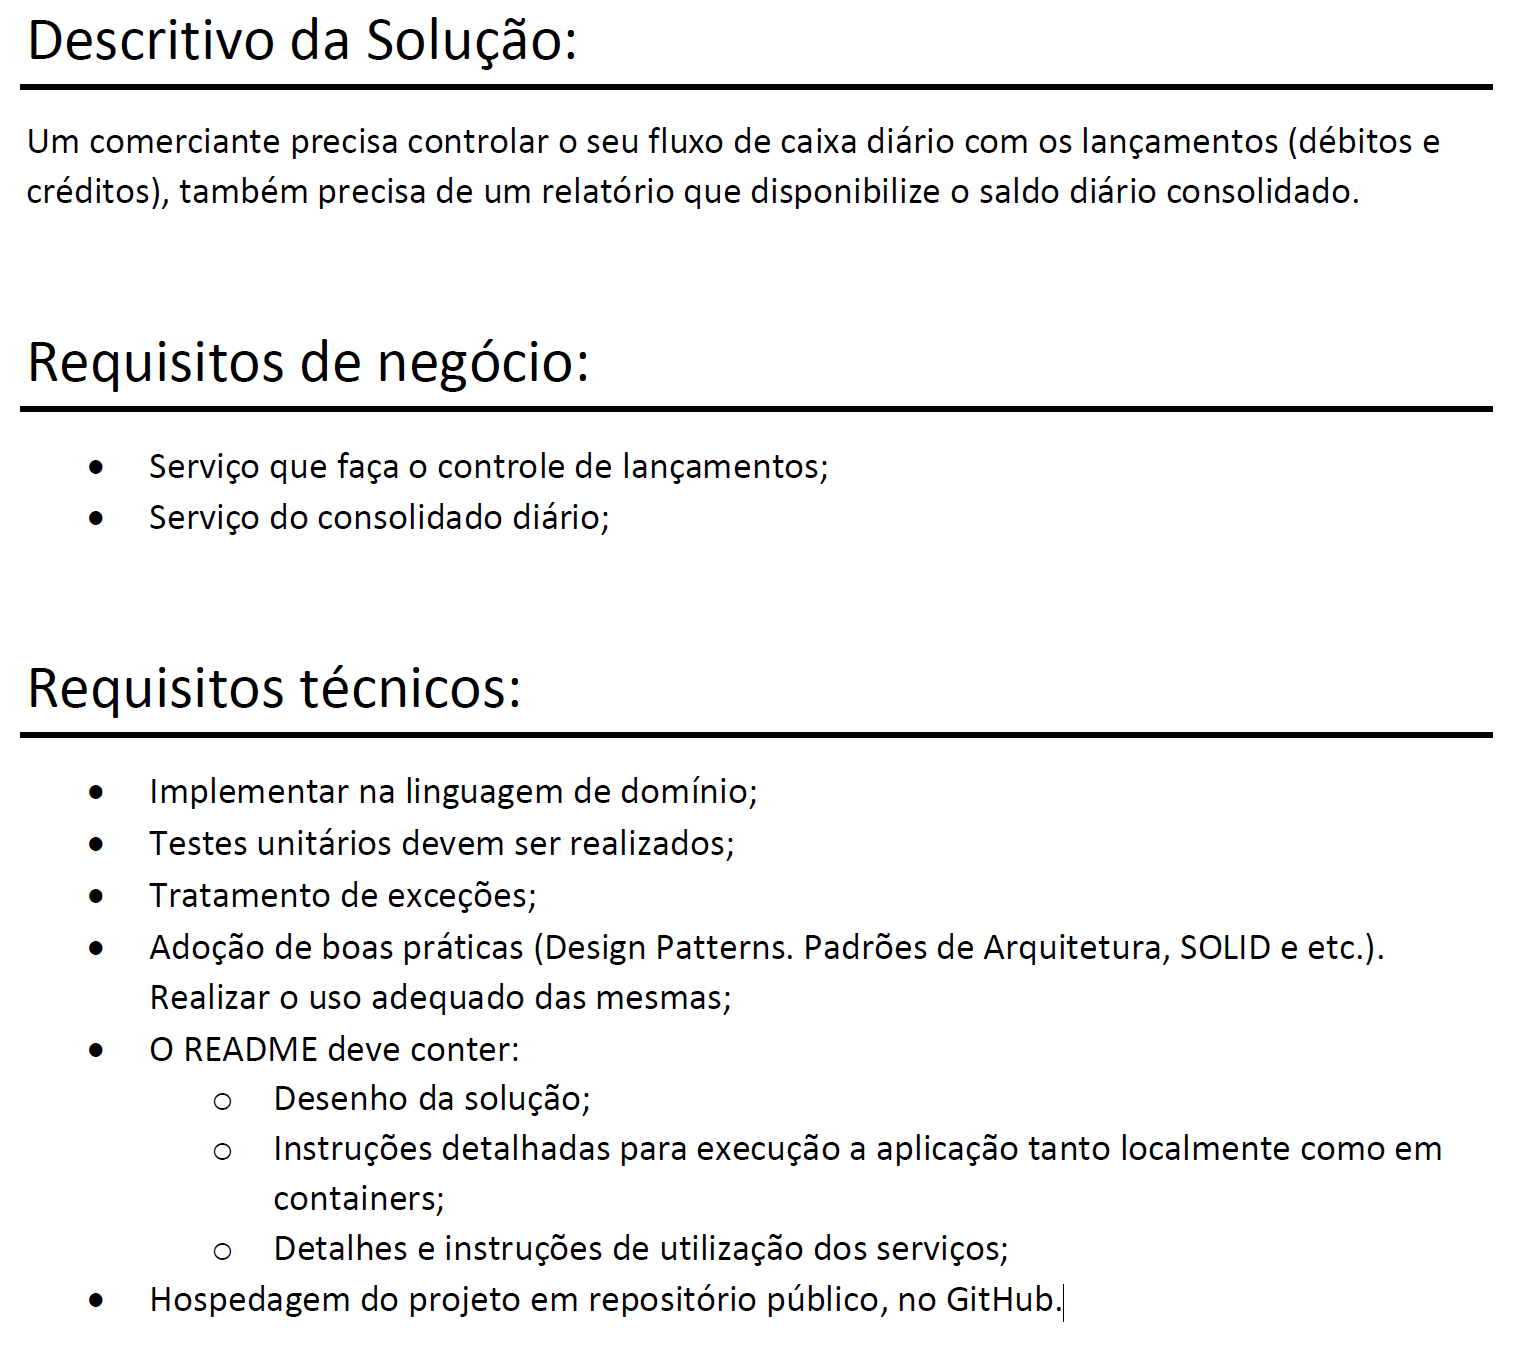 Descritivo da Solução:
Um comerciante precisa controlar o seu fluxo de caixa diário com os lançamentos (débitos e
créditos), também precisa de um relatório que disponibilize o saldo diário consolidado.
Requisitos de negócio:
• Serviço que faça o controle de lançamentos;
• Serviço do consolidado diário;
Requisitos técnicos:
• Implementar na linguagem de domínio;
• Testes unitários devem ser realizados;
• Tratamento de exceções;
• Adoção de boas práticas (Design Patterns. Padrões de Arquitetura, SOLID e etc.).
Realizar o uso adequado das mesmas;
• O README deve conter:
o Desenho da solução;
o Instruções detalhadas para execução a aplicação tanto localmente como em
containers;
o Detalhes e instruções de utilização dos serviços;
• Hospedagem do projeto em repositório público, no GitHub.